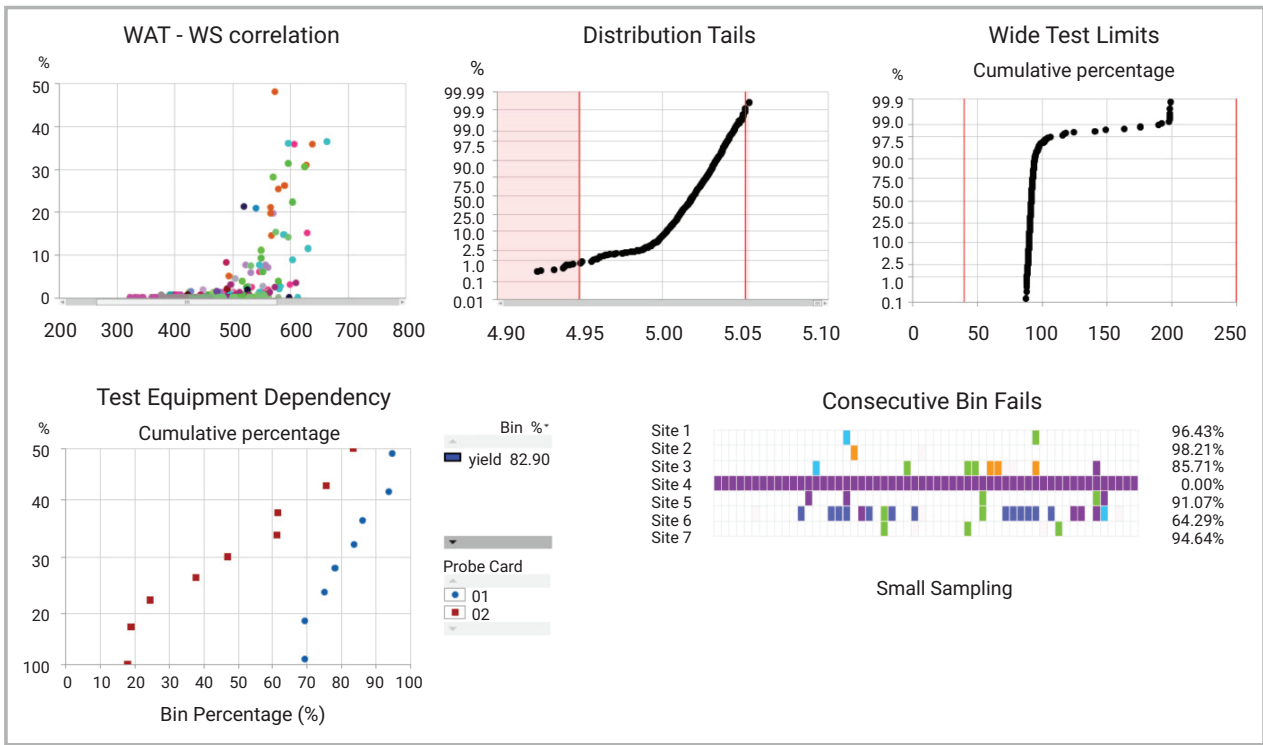 WAT - WS correlation
%
50
40
30
20
10
0
200 300 400 500 600 700 800
Distribution Tails
%
99.99
99.9
99.0
97.5
90.0
75.0
50.0
25.0
10.0
2.5
1.0
0.1
0.01
4.90 4.95 5.00 5.05 5.10
Wide Test Limits
Cumulative percentage
%
99.9
99.0
97.5
90.0
75.0
50.0
25.0
10.0
2.5
1.0
0.1
0 50 100 150 200 250
Test Equipment Dependency
Cumulative percentage
%
50
40
30
20
100
0 10 20 30 40 50 60 70 80 90 100
Bin Percentage (%)
Bin %
yield 82.90
Probe Card
01
02
Consecutive Bin Fails
Site 1 96.43%
Site 2 98.21%
Site 3 85.71%
Site 4 0.00%
Site 5 91.07%
Site 6 64.29%
Site 7 94.64%
Small Sampling